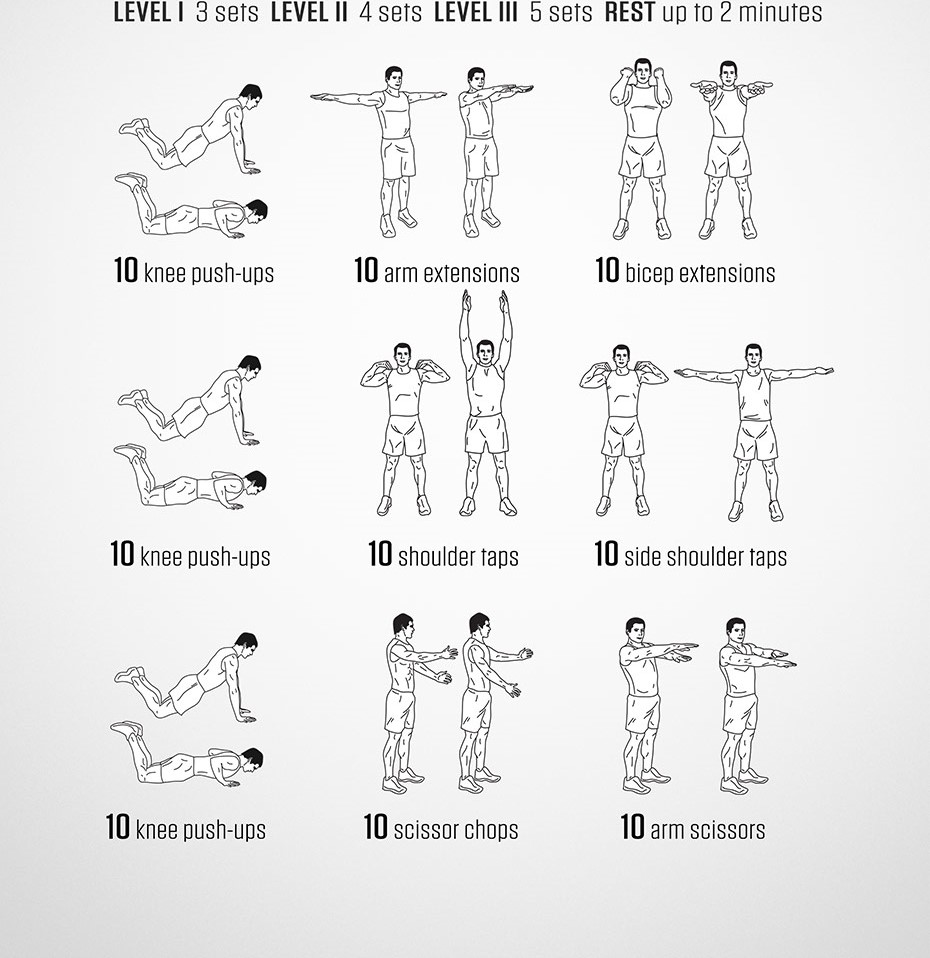 LEVEL I 3 sets LEVEL II 4 sets LEVEL III 5 sets REST up to 2 minutes
10 knee push-ups 10 arm extensions 10 bicep extensions
10 knee push-ups 10 shoulder taps 10 side shoulder taps
10 knee push-ups 10 scissor chops 10 arm scissors